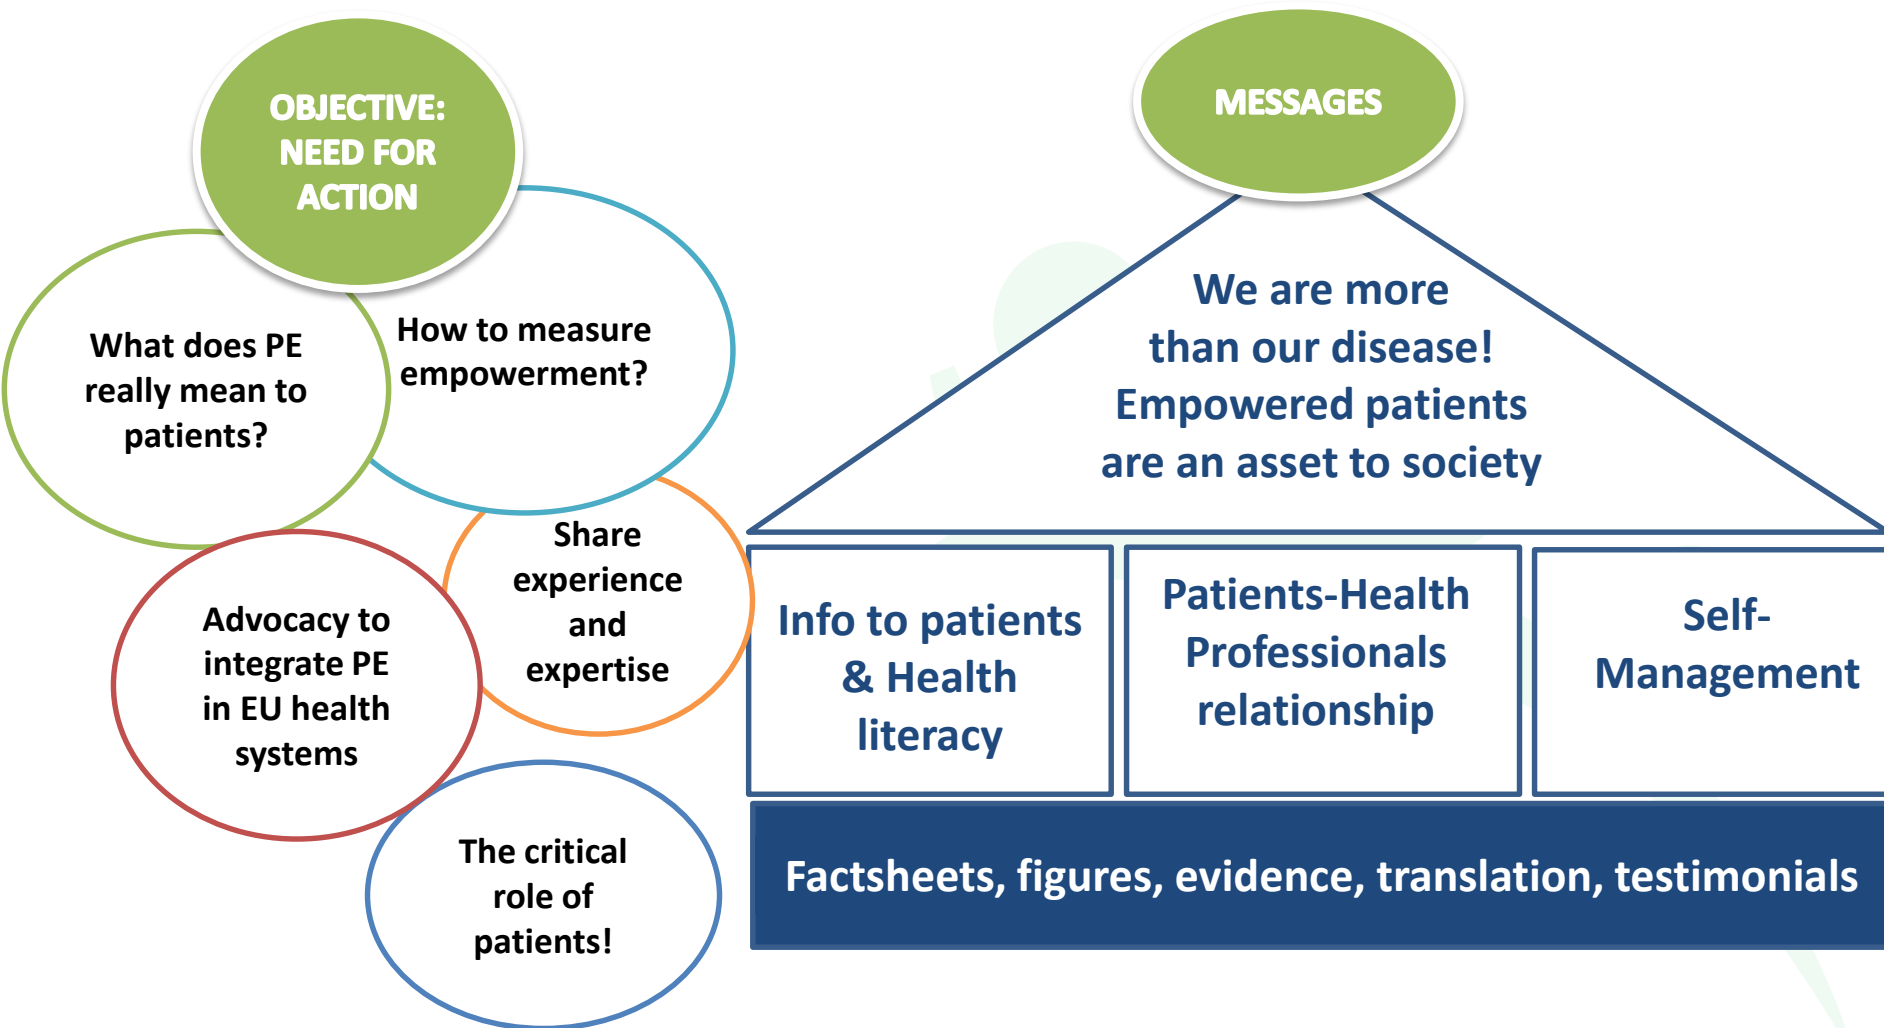 OBJECTIVE:
NEED FOR
ACTION
What does PE
really mean to
patients?
How to measure
empowerment?
Share
experience
and
expertise
Advocacy to
integrate PE
in EU health
systems
The critical
role of
patients!
MESSAGES
We are more
than our disease!
Empowered patients
are an asset to society
Info to patients
& Health
literacy
Patients-Health
Professionals
relationship
Self-
Management
Factsheets, figures, evidence, translation, testimonials